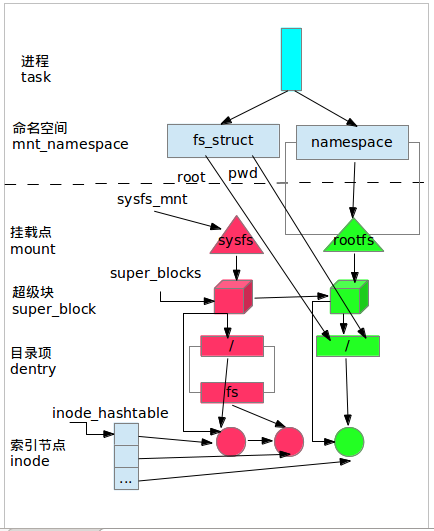 进程
task
命名空间
mnt_namespace
fs_struct
namespace
root
pwd
sysfs_mnt
挂载点
mount
sysfs
rootfs
super_blocks
超级块
super_block
目录项
dentry
/
/
fs
inode_hashtable
索引节点
inode
...